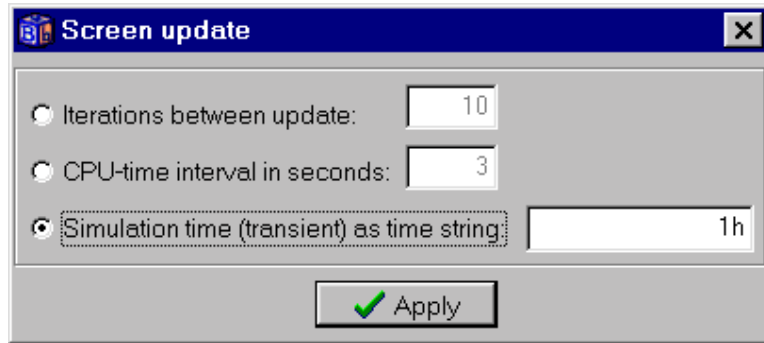 Screen update
Iterations between update: 10
CPU-time interval in seconds: 3
Simulation time (transient) as time string: 1h
Apply